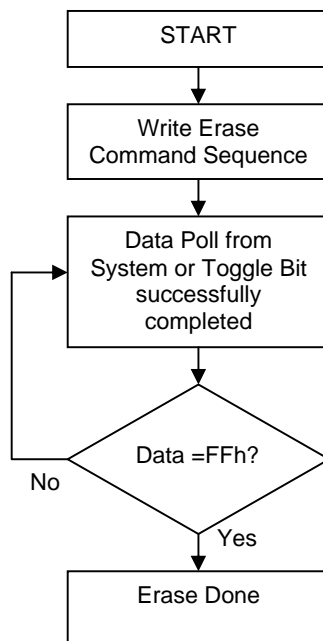 START
Write Erase
Command Sequence
Data Poll from
System or Toggle Bit
successfully
completed
Data =FFh?
No
Yes
Erase Done